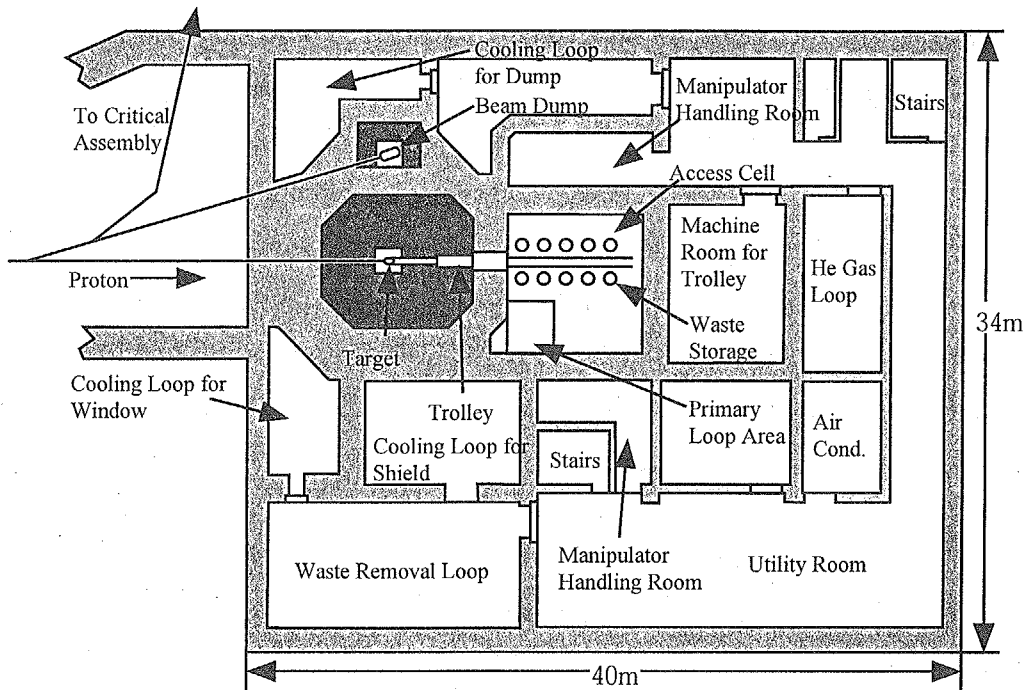 Cooling Loop
for Dump
Beam Dump
Manipulator
Handling Room
Stairs
To Critical
Assembly
Access Cell
Machine
Room for
Trolley
He Gas
Loop
Proton
34m
Waste
Storage
Target
Cooling Loop for
Window
Trolley
Cooling Loop for
Shield
Primary
Loop Area
Air
Cond.
Stairs
Manipulator
Handling Room
Waste Removal Loop
Utility Room
40m